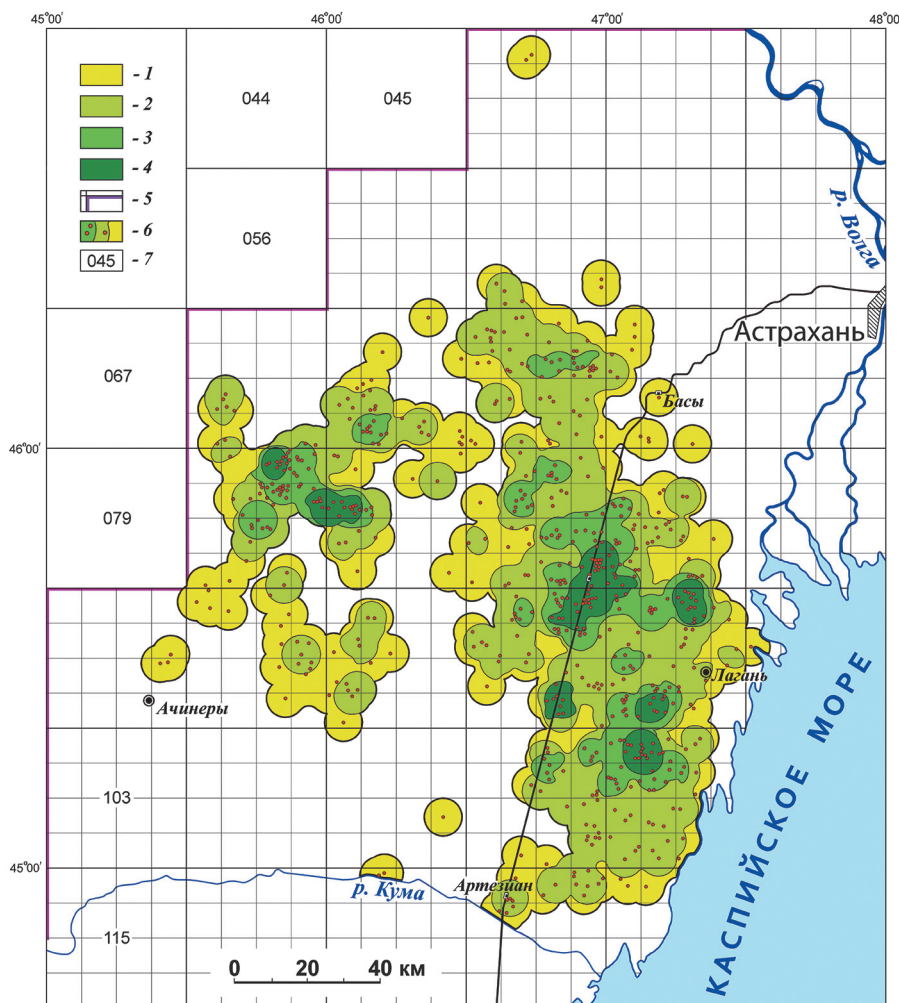 45°00' 46°00' 47°00' 48°00'
- 1
- 2
- 3
- 4
- 5
- 6
045 - 7
044 045
056
р. Волга
Астрахань
067
Басы
46°00'
079
Лагань
Ачинеры
103
45°00'
р. Кума
Артезиан
115
КАСПИЙСКОЕ МОРЕ
0 20 40 км